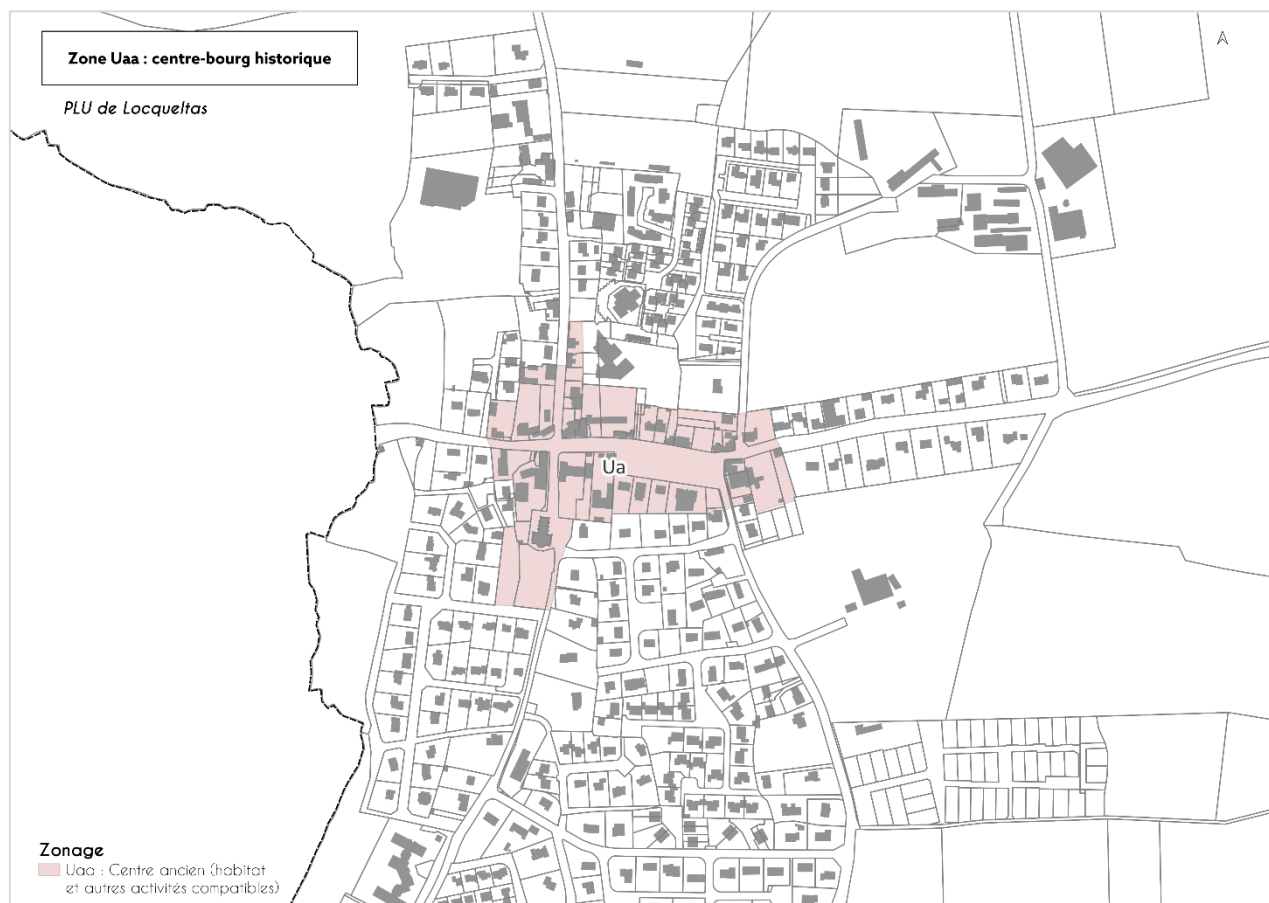 Zone Uaa : centre-bourg historique
PLU de Locqueltas
Ua
Zonage
Uaa : Centre ancien (habitat
et autres activités compatibles)